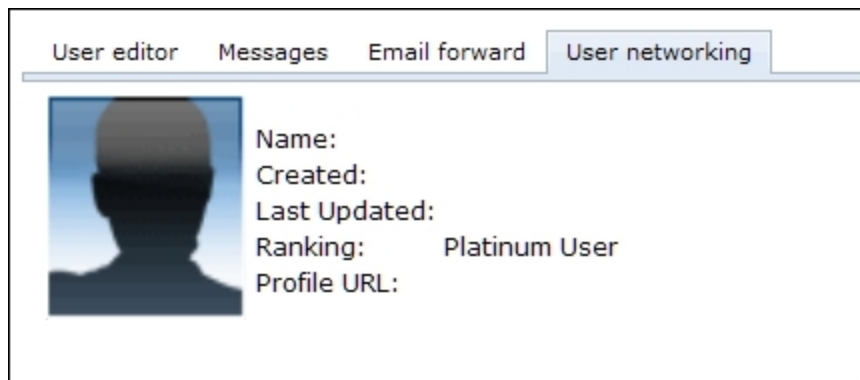 User editor Messages Email forward User networking
Name:
Created:
Last Updated:
Ranking: Platinum User
Profile URL: